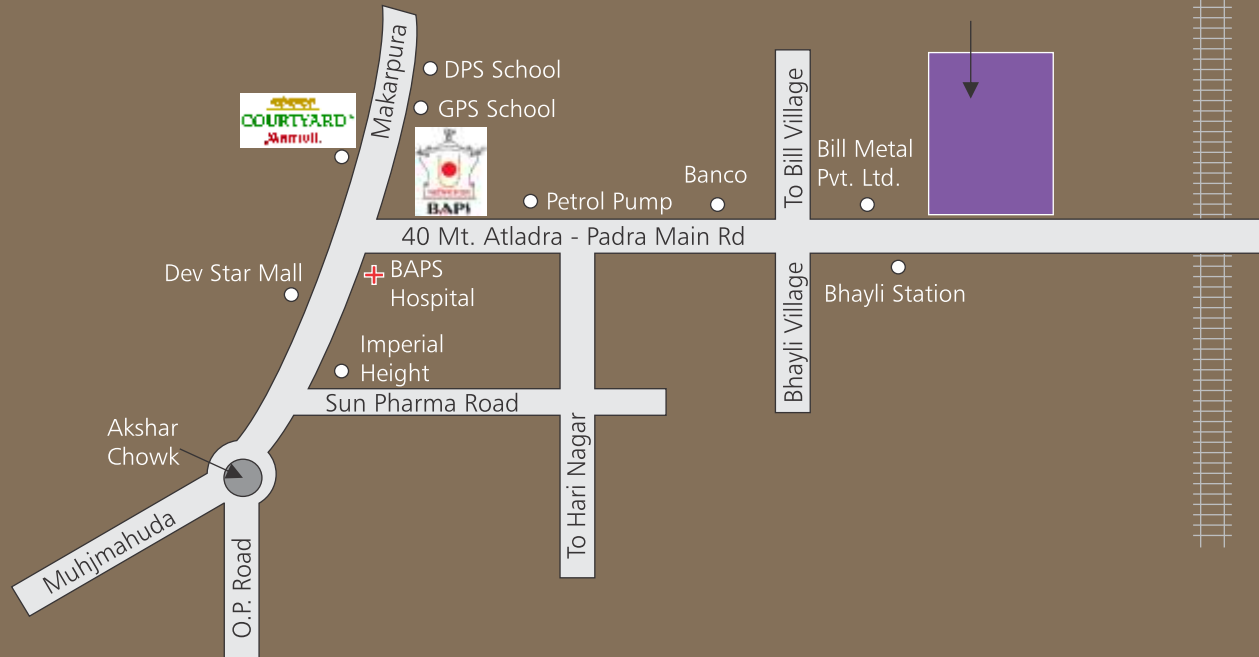 Makarpura
DPS School
GPS School
COURTYARD
Marriott.
BAPS
Petrol Pump
Banco
To Bill Village
Bill Metal
Pvt. Ltd.
40 Mt. Atladra - Padra Main Rd
Dev Star Mall
BAPS
Hospital
Bhayli Village
Bhayli Station
Imperial
Height
Sun Pharma Road
Akshar
Chowk
To Hari Nagar
Muhjmahuda
O.P. Road